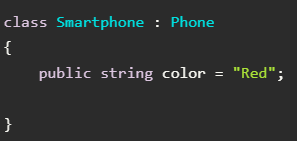 class Smartphone : Phone
{
    public string color = "Red";
}